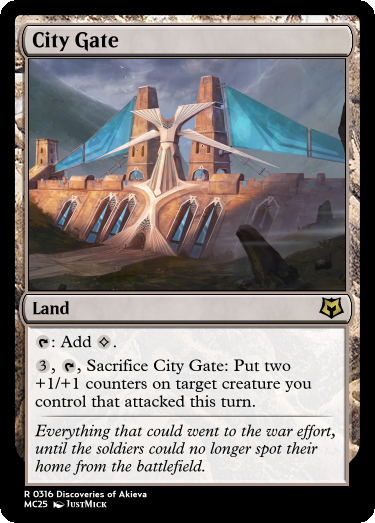 City Gate
Land
: Add .
3, , Sacrifice City Gate: Put two
+1/+1 counters on target creature you
control that attacked this turn.
Everything that could went to the war effort,
until the soldiers could no longer spot their
home from the battlefield.
R 0316 Discoveries of Akieva
MC25 JustMick